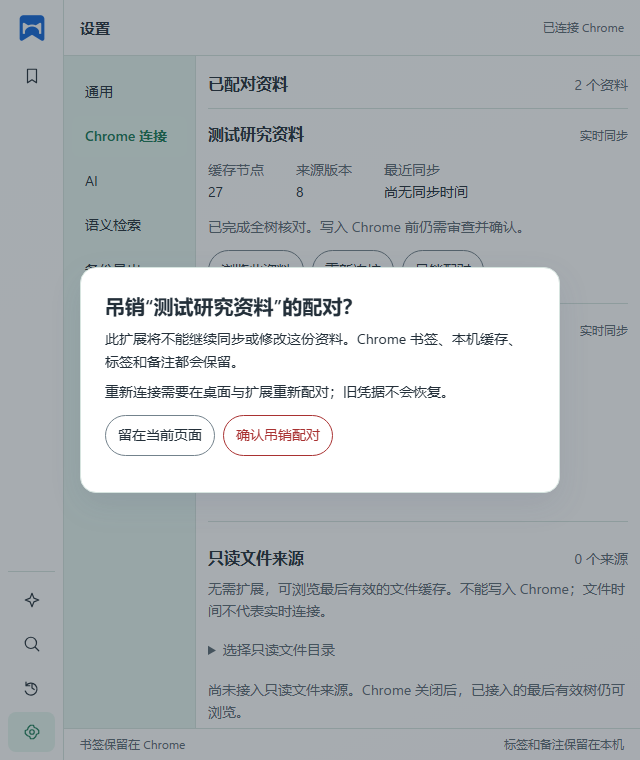 设置
已连接 Chrome
通用
Chrome 连接
AI
语义检索
已配对资料
2 个资料
测试研究资料
实时同步
缓存节点 来源版本 最近同步
27 8 尚无同步时间
已完成全树核对。写入 Chrome 前仍需审查并确认。
吊销“测试研究资料”的配对？
此扩展将不能继续同步或修改这份资料。Chrome 书签、本机缓存、
标签和备注都会保留。
重新连接需要在桌面与扩展重新配对；旧凭据不会恢复。
留在当前页面
确认吊销配对
实时同步
只读文件来源
0 个来源
无需扩展，可浏览最后有效的文件缓存。不能写入 Chrome；文件时
间不代表实时连接。
选择只读文件目录
尚未接入只读文件来源。Chrome 关闭后，已接入的最后有效树仍可
浏览。
书签保留在 Chrome
标签和备注保留在本机